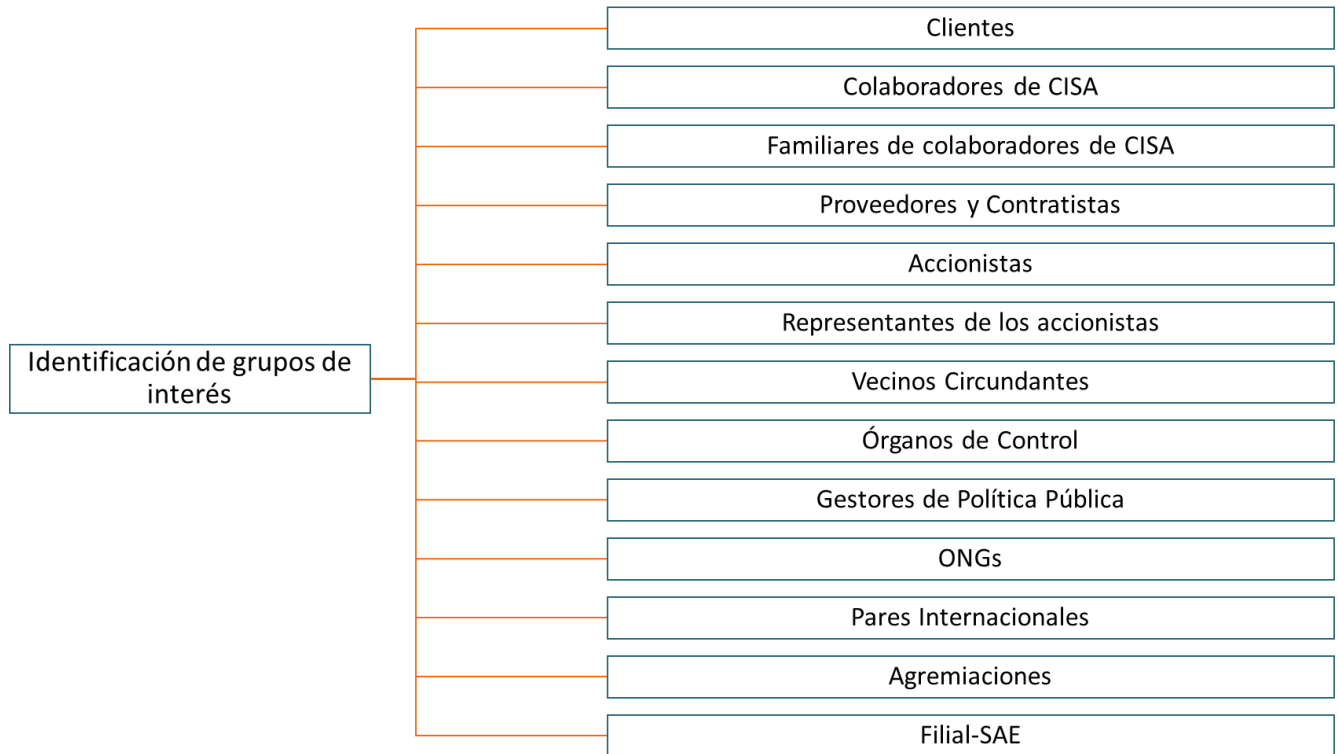 Clientes
Colaboradores de CISA
Familiares de colaboradores de CISA
Proveedores y Contratistas
Accionistas
Representantes de los accionistas
Identificación de grupos de
interés
Vecinos Circundantes
Órganos de Control
Gestores de Política Pública
ONGs
Pares Internacionales
Agremiaciones
Filial-SAE